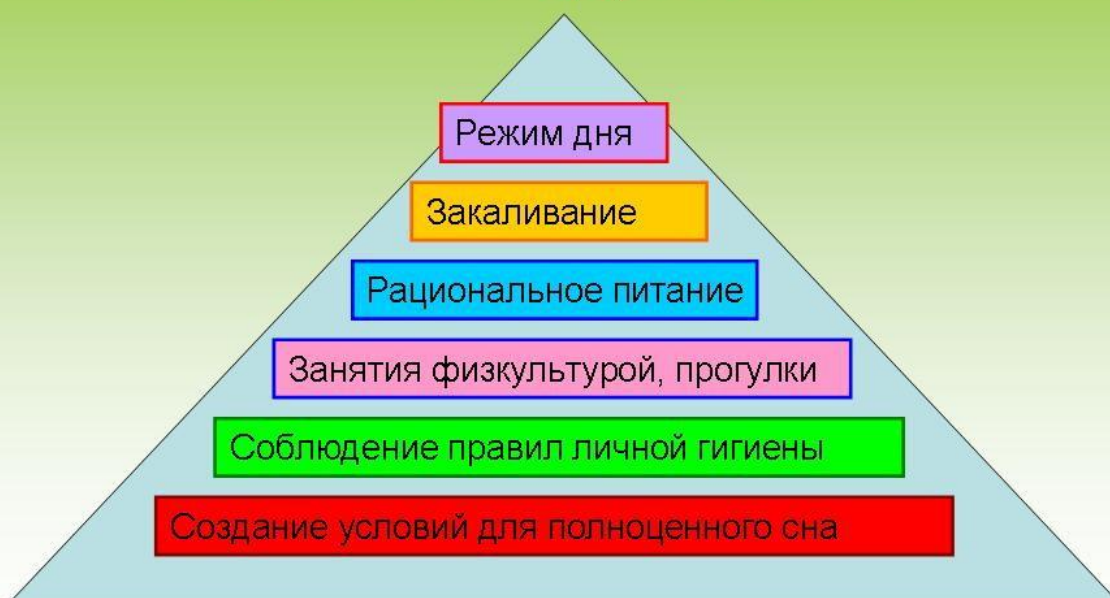 Режим дня
Закаливание
Рациональное питание
Занятия физкультурой, прогулки
Соблюдение правил личной гигиены
Создание условий для полноценного сна